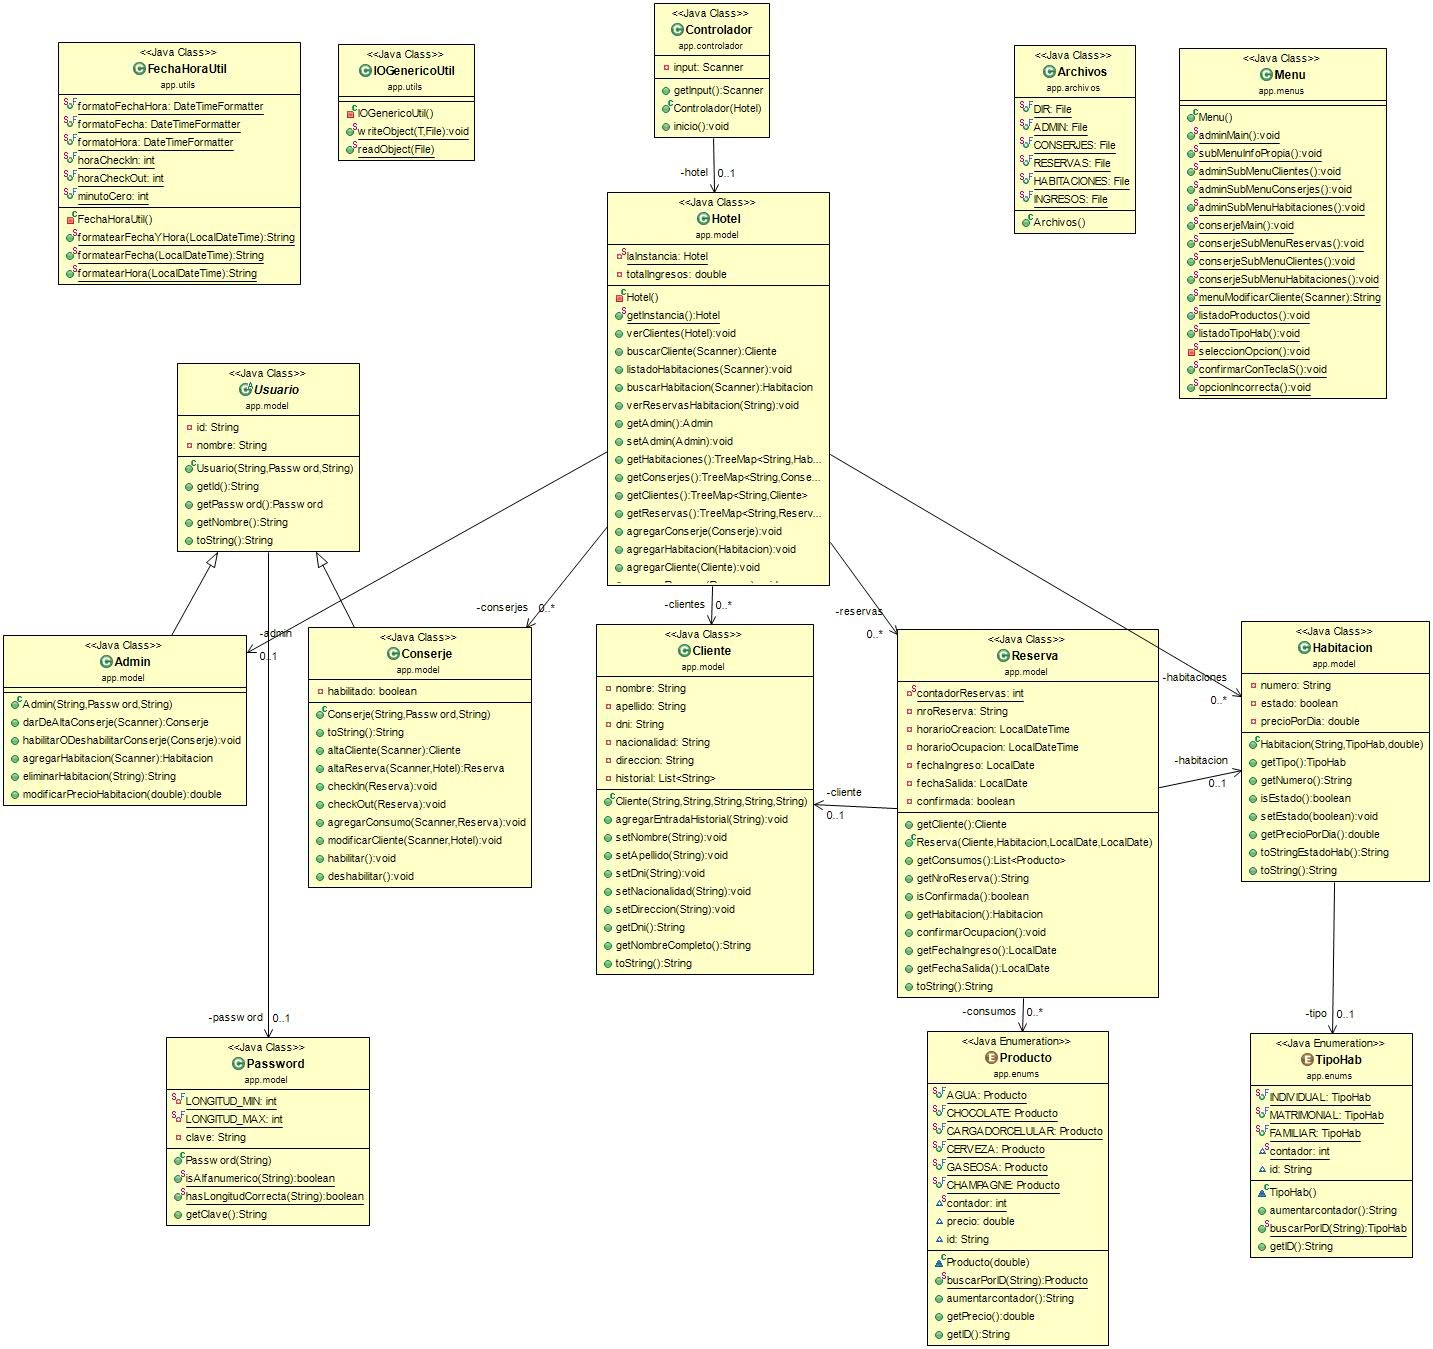 <<Java Class>>
Controlador
app.controlador
input: Scanner
getInput():Scanner
Controlador(Hotel)
inicio():void
<<Java Class>>
FechaHoraUtil
app.utils
formatoFechaHora: DateTimeFormatter
formatoFecha: DateTimeFormatter
formatoHora: DateTimeFormatter
horaCheckIn: int
horaCheckOut: int
minutoCero: int
FechaHoraUtil()
formatearFechaYHora(LocalDateTime):String
formatearFecha(LocalDateTime):String
formatearHora(LocalDateTime):String
<<Java Class>>
IOGenericoUtil
app.utils
IOGenericoUtil()
writeObject(T,File):void
readObject(File)
<<Java Class>>
Archivos
app.archivos
DIR: File
ADMIN: File
CONSERJES: File
RESERVAS: File
HABITACIONES: File
INGRESOS: File
Archivos()
<<Java Class>>
Menu
app.menus
Menu()
adminMain():void
subMenuInfoPropia():void
adminSubMenuClientes():void
adminSubMenuConserjes():void
adminSubMenuHabitaciones():void
conserjeMain():void
conserjeSubMenuReservas():void
conserjeSubMenuClientes():void
conserjeSubMenuHabitaciones():void
menuModificarCliente(Scanner):String
listadoProductos():void
listadoTipoHab():void
seleccionOpcion():void
confirmarConTeclaS():void
opcionIncorrecta():void
-hotel 0..1
<<Java Class>>
Hotel
app.model
laInstancia: Hotel
totalIngresos: double
Hotel()
getInstancia():Hotel
verClientes(Hotel):void
buscarCliente(Scanner):Cliente
listadoHabitaciones(Scanner):void
buscarHabitacion(Scanner):Habitacion
verReservasHabitacion(String):void
getAdmin():Admin
setAdmin(Admin):void
getHabitaciones():TreeMap<String,Hab...
getConserjes():TreeMap<String,Conse...
getClientes():TreeMap<String,Cliente>
getReservas():TreeMap<String,Reserv...
agregarConserje(Conserje):void
agregarHabitacion(Habitacion):void
agregarCliente(Cliente):void
<<Java Class>>
Usuario
app.model
id: String
nombre: String
Usuario(String,Password,String)
getId():String
getPassword():Password
getNombre():String
toString():String
-admin
0..1
-conserjes 0..*
-clientes 0..*
-reservas
0..*
-habitaciones
0..*
<<Java Class>>
Admin
app.model
Admin(String,Password,String)
darDeAltaConserje(Scanner):Conserje
habilitarODeshabilitarConserje(Conserje):void
agregarHabitacion(Scanner):Habitacion
eliminarHabitacion(String):String
modificarPrecioHabitacion(double):double
<<Java Class>>
Conserje
app.model
habilitado: boolean
Conserje(String,Password,String)
toString():String
altaCliente(Scanner):Cliente
altaReserva(Scanner,Hotel):Reserva
checkIn(Reserva):void
checkOut(Reserva):void
agregarConsumo(Scanner,Reserva):void
modificarCliente(Scanner,Hotel):void
habilitar():void
deshabilitar():void
<<Java Class>>
Cliente
app.model
nombre: String
apellido: String
dni: String
nacionalidad: String
direccion: String
historial: List<String>
Cliente(String,String,String,String,String)
agregarEntradaHistorial(String):void
setNombre(String):void
setApellido(String):void
setDni(String):void
setNacionalidad(String):void
setDireccion(String):void
getDni():String
getNombreCompleto():String
toString():String
-cliente
0..1
<<Java Class>>
Reserva
app.model
contadorReservas: int
nroReserva: String
horarioCreacion: LocalDateTime
horarioOcupacion: LocalDateTime
fechaIngreso: LocalDate
fechaSalida: LocalDate
confirmada: boolean
getCliente():Cliente
Reserva(Cliente,Habitacion,LocalDate,LocalDate)
getConsumos():List<Producto>
getNroReserva():String
isConfirmada():boolean
getHabitacion():Habitacion
confirmarOcupacion():void
getFechaIngreso():LocalDate
getFechaSalida():LocalDate
toString():String
-habitacion
0..1
<<Java Class>>
Habitacion
app.model
numero: String
estado: boolean
precioPorDia: double
Habitacion(String,TipoHab,double)
getTipo():TipoHab
getNumero():String
isEstado():boolean
setEstado(boolean):void
getPrecioPorDia():double
toStringEstadoHab():String
toString():String
-password 0..1
-consumos 0..*
-tipo 0..1
<<Java Class>>
Password
app.model
LONGITUD_MIN: int
LONGITUD_MAX: int
clave: String
Password(String)
isAlfanumerico(String):boolean
hasLongitudCorrecta(String):boolean
getClave():String
<<Java Enumeration>>
Producto
app.enums
AGUA: Producto
CHOCOLATE: Producto
CARGADORCELULAR: Producto
CERVEZA: Producto
GASEOSA: Producto
CHAMPAGNE: Producto
contador: int
precio: double
id: String
Producto(double)
buscarPorID(String):Producto
aumentarcontador():String
getPrecio():double
getID():String
<<Java Enumeration>>
TipoHab
app.enums
INDIVIDUAL: TipoHab
MATRIMONIAL: TipoHab
FAMILIAR: TipoHab
contador: int
id: String
TipoHab()
aumentarcontador():String
buscarPorID(String):TipoHab
getID():String